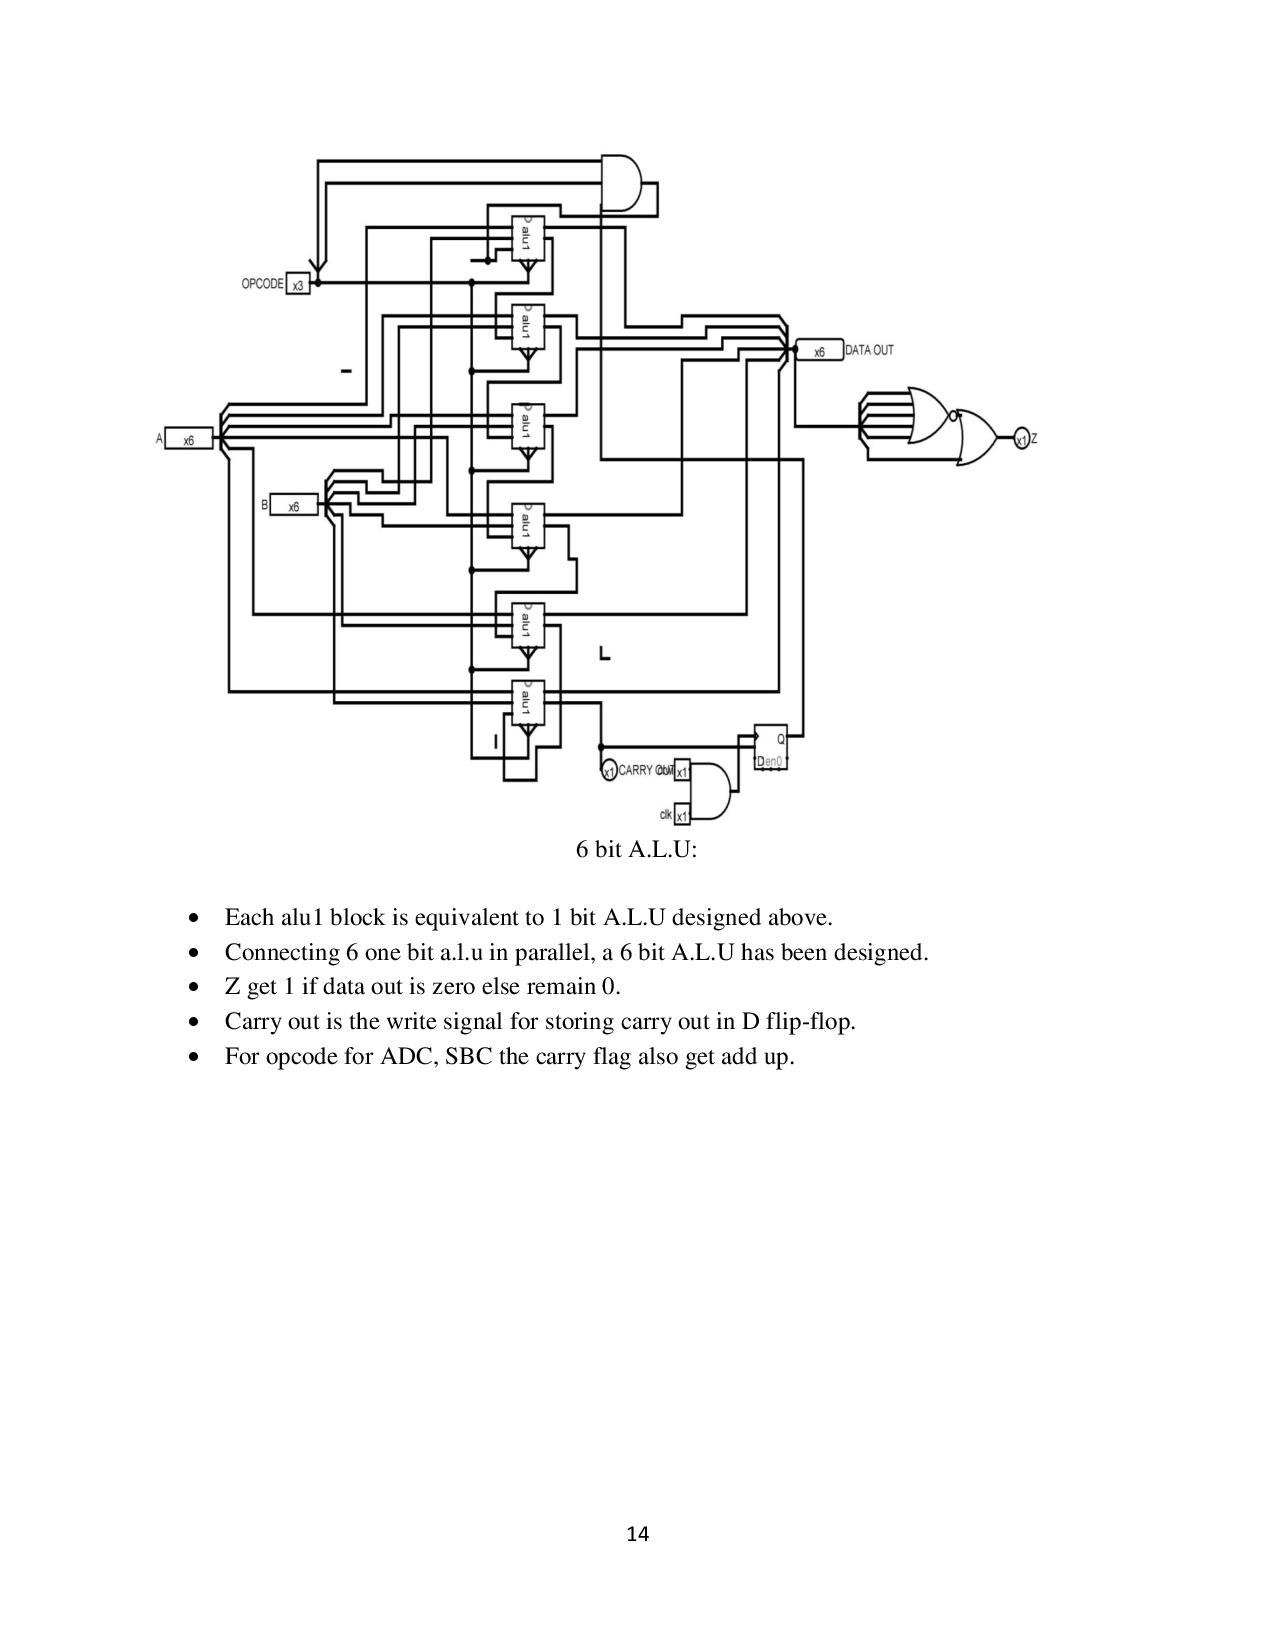 OPCODE x3
alu1
alu1
x6 DATA OUT
alu1
A x6
x1 Z
B x6
alu1
alu1
alu1
Q
D en0
x1 CARRY OUT x1
clk x1
6 bit A.L.U:
• Each alu1 block is equivalent to 1 bit A.L.U designed above.
• Connecting 6 one bit a.l.u in parallel, a 6 bit A.L.U has been designed.
• Z get 1 if data out is zero else remain 0.
• Carry out is the write signal for storing carry out in D flip-flop.
• For opcode for ADC, SBC the carry flag also get add up.
14